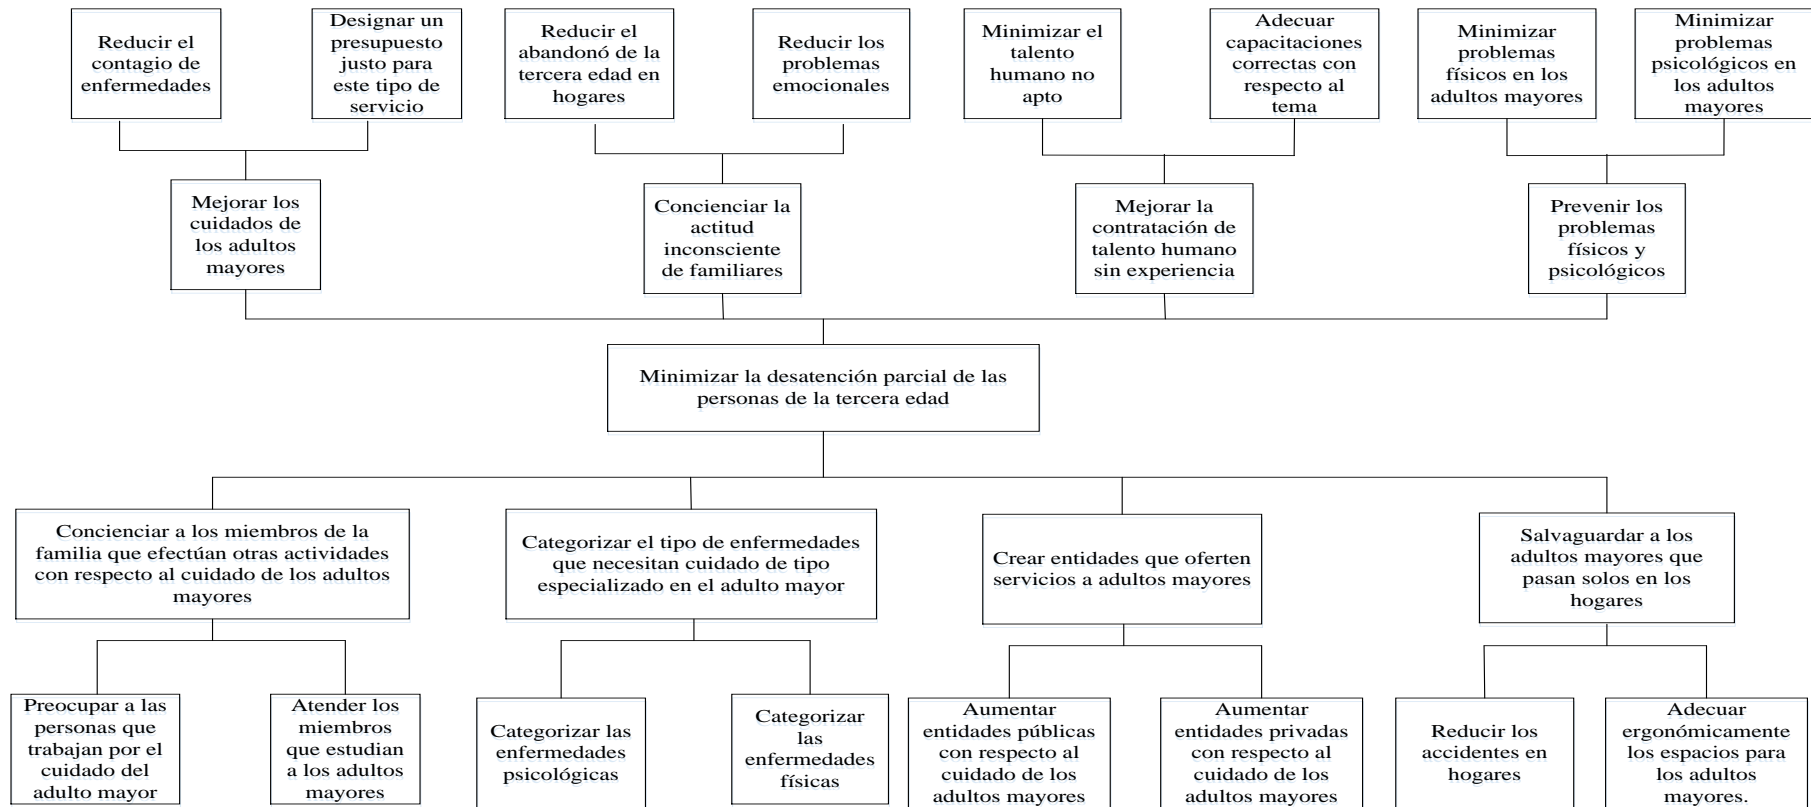 Reducir el
contagio de
enfermedades
Designar un
presupuesto
justo para
este tipo de
servicio
Reducir el
abandonó de la
tercera edad en
hogares
Reducir los
problemas
emocionales
Minimizar el
talento
humano no
apto
Adecuar
capacitaciones
correctas con
respecto al
tema
Minimizar
problemas
físicos en los
adultos mayores
Minimizar
problemas
psicológicos en
los adultos
mayores
Mejorar los
cuidados de
los adultos
mayores
Concienciar la
actitud
inconsciente
de familiares
Mejorar la
contratación de
talento humano
sin experiencia
Prevenir los
problemas
físicos y
psicológicos
Minimizar la desatención parcial de las
personas de la tercera edad
Concienciar a los miembros de la
familia que efectúan otras actividades
con respecto al cuidado de los adultos
mayores
Categorizar el tipo de enfermedades
que necesitan cuidado de tipo
especializado en el adulto mayor
Crear entidades que oferten
servicios a adultos mayores
Salvaguardar a los
adultos mayores que
pasan solos en los
hogares
Preocupar a las
personas que
trabajan por el
cuidado del
adulto mayor
Atender los
miembros
que estudian
a los adultos
mayores
Categorizar las
enfermedades
psicológicas
Categorizar
las
enfermedades
físicas
Aumentar
entidades públicas
con respecto al
cuidado de los
adultos mayores
Aumentar
entidades privadas
con respecto al
cuidado de los
adultos mayores
Reducir los
accidentes en
hogares
Adecuar
ergonómicamente
los espacios para
los adultos
mayores.